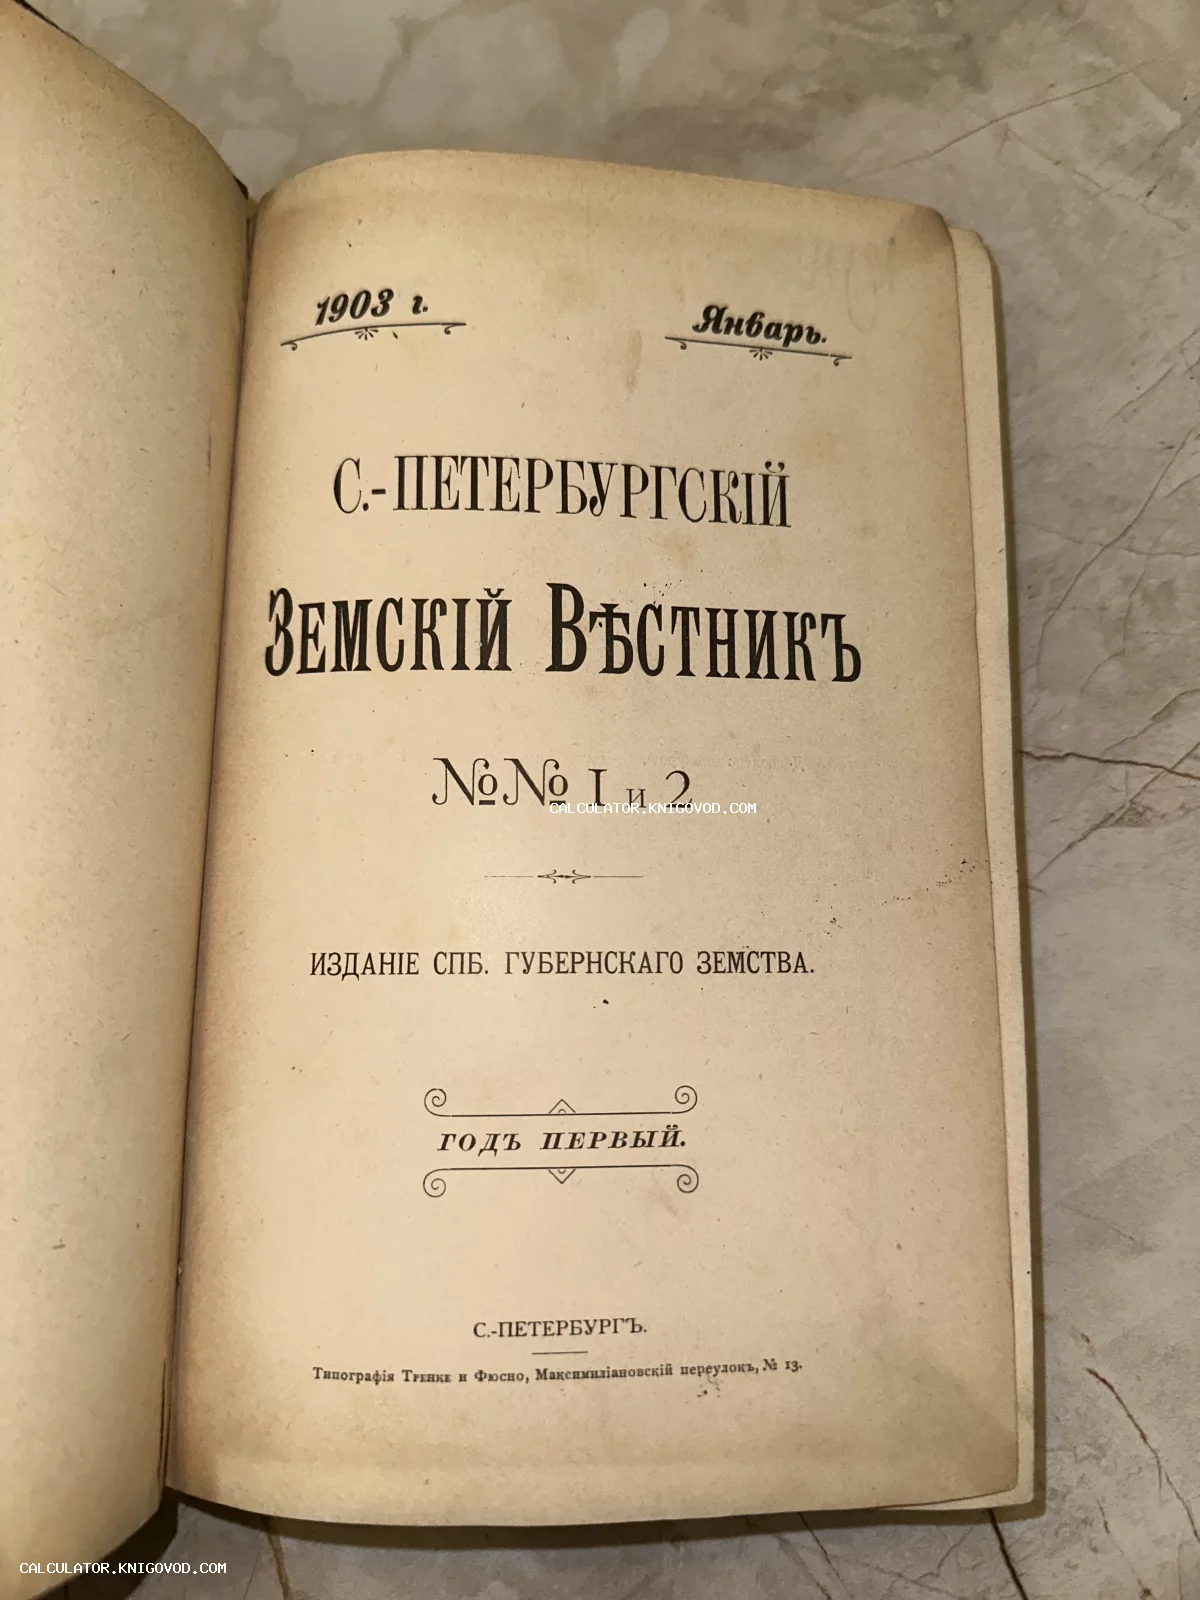 1903 г.
Январь.
С.-ПЕТЕРБУРГСКІЙ
ЗЕМСКІЙ ВѢСТНИКЪ
№№ 1 и 2
CALCULATOR.KNIGOVOD.COM
ИЗДАНІЕ СПБ. ГУБЕРНСКАГО ЗЕМСТВА.
ГОДЪ ПЕРВЫЙ.
С.-ПЕТЕРБУРГЪ.
Типографія Тренке и Фюсно, Максимиліановскій переулокъ, № 13.
CALCULATOR.KNIGOVOD.COM